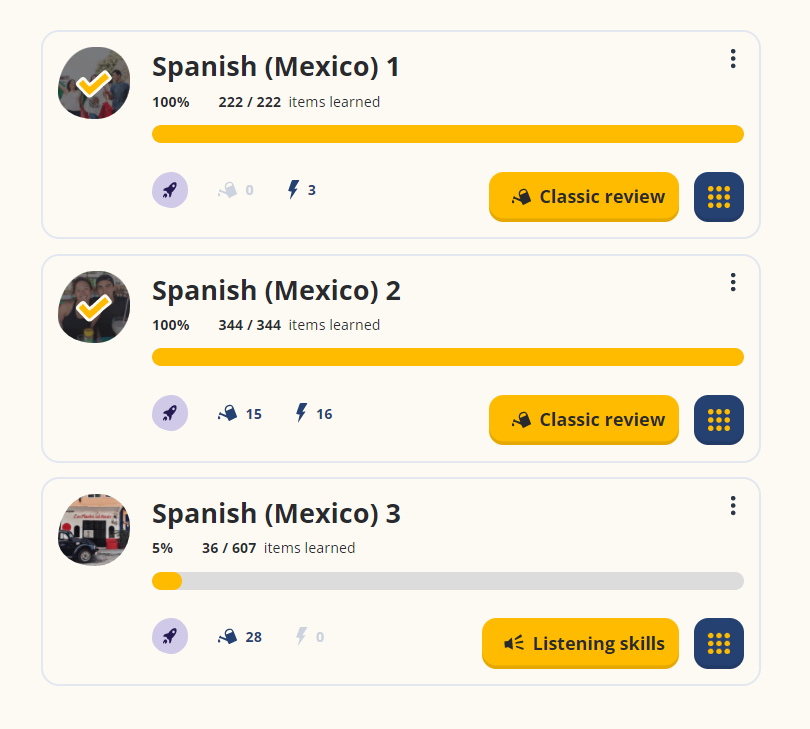 Spanish (Mexico) 1
100% 222 / 222 items learned
0 3 Classic review
Spanish (Mexico) 2
100% 344 / 344 items learned
15 16 Classic review
Spanish (Mexico) 3
5% 36 / 607 items learned
28 0 Listening skills